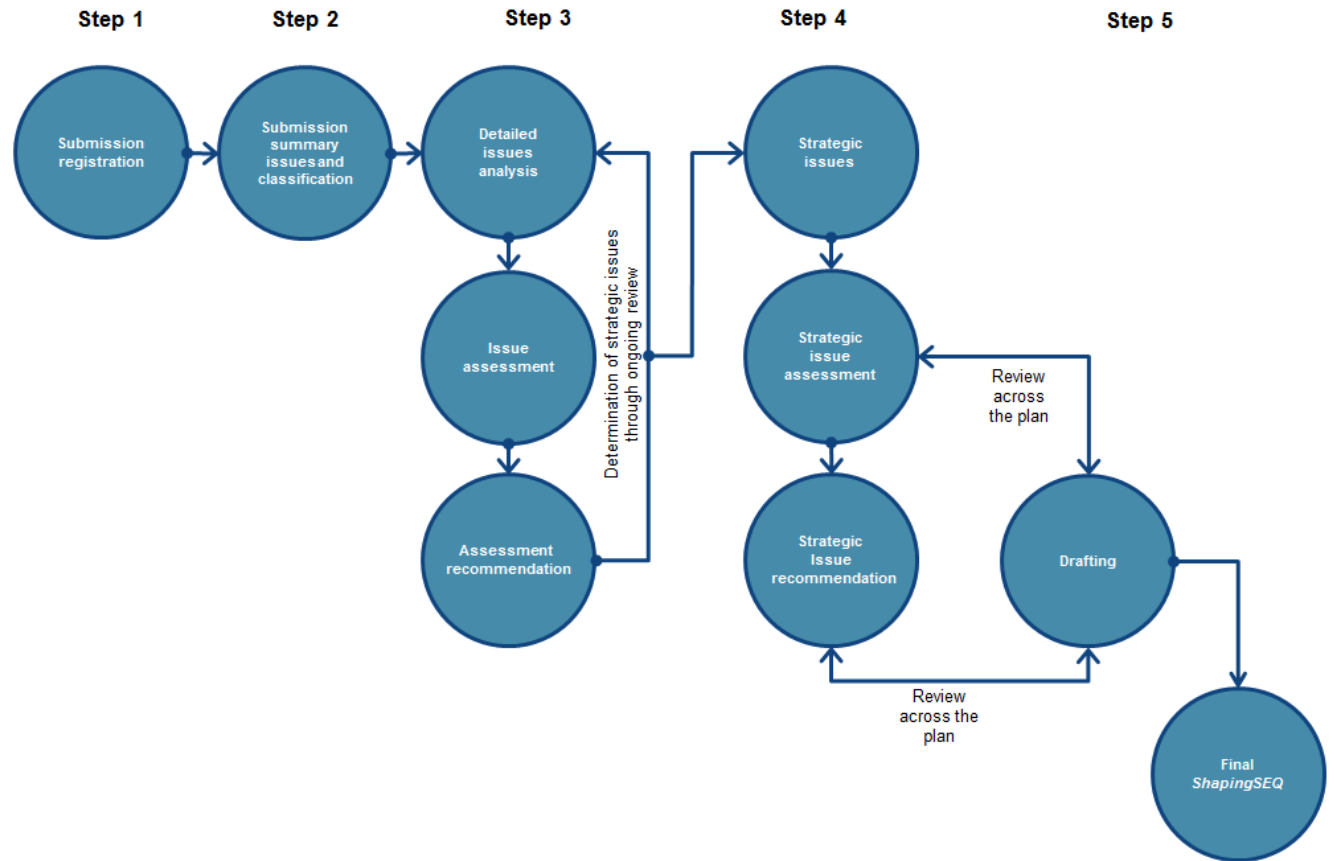 Step 1
Step 2
Step 3
Step 4
Step 5
Submission
registration
Submission
summary
issues and
classification
Detailed
issues
analysis
Strategic
issues
Determination of strategic issues
through ongoing review
Issue
assessment
Strategic
issue
assessment
Review
across
the plan
Assessment
recommendation
Strategic
Issue
recommendation
Drafting
Review
across the
plan
Final
ShapingSEQ